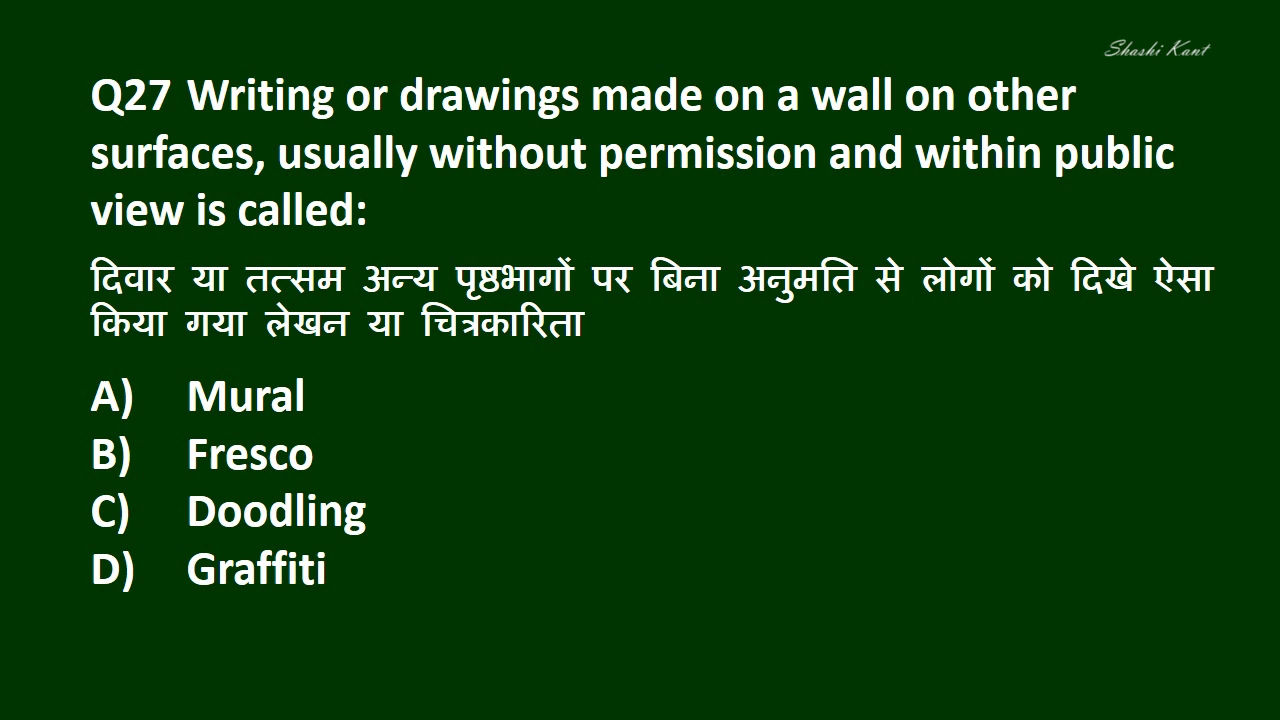 Shashi Kant
Q27 Writing or drawings made on a wall on other
surfaces, usually without permission and within public
view is called:
दिवार या तत्सम अन्य पृष्ठभागों पर बिना अनुमति से लोगों को दिखे ऐसा
किया गया लेखन या चित्रकारिता
A) Mural
B) Fresco
C) Doodling
D) Graffiti